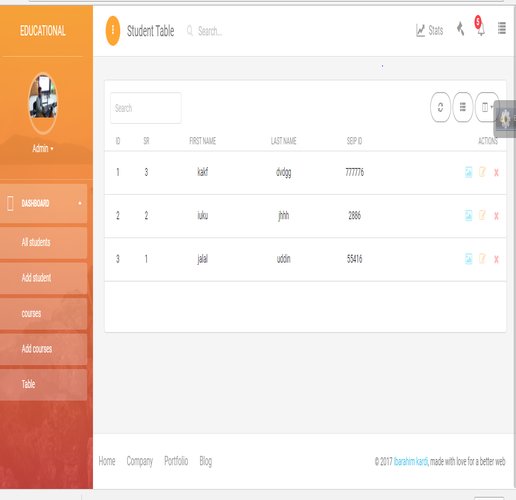 EDUCATIONAL
Student Table
Search...
Stats
5
Admin
DASHBOARD
All students
Add student
courses
Add courses
Table
Search
ID SR FIRST NAME LAST NAME SEIP ID ACTIONS
1 3 kakf dvdgg 777776
2 2 iuku jhhh 2886
3 1 jalal uddin 55416
Home Company Portfolio Blog
© 2017 Ibarahim kardi, made with love for a better web